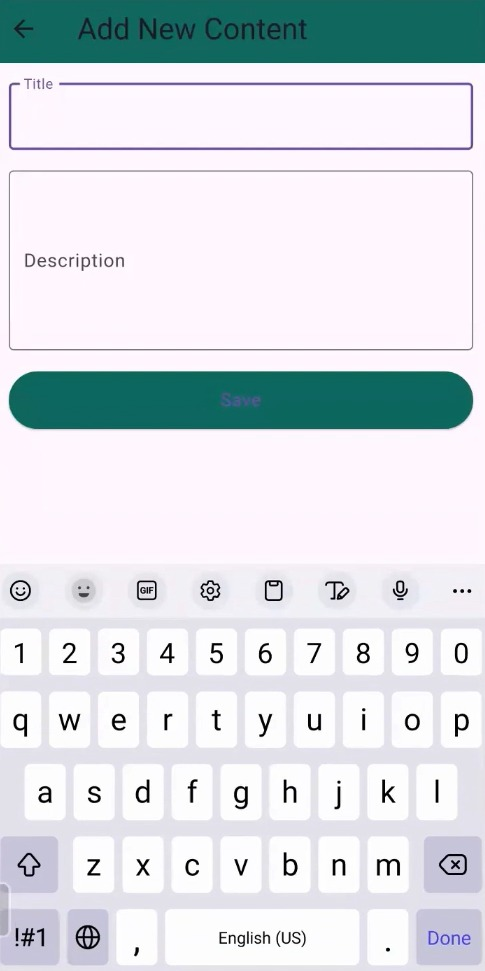 Add New Content
Title
Description
Save
GIF
1 2 3 4 5 6 7 8 9 0
q w e r t y u i o p
a s d f g h j k l
z x c v b n m
!#1 , English (US) . Done